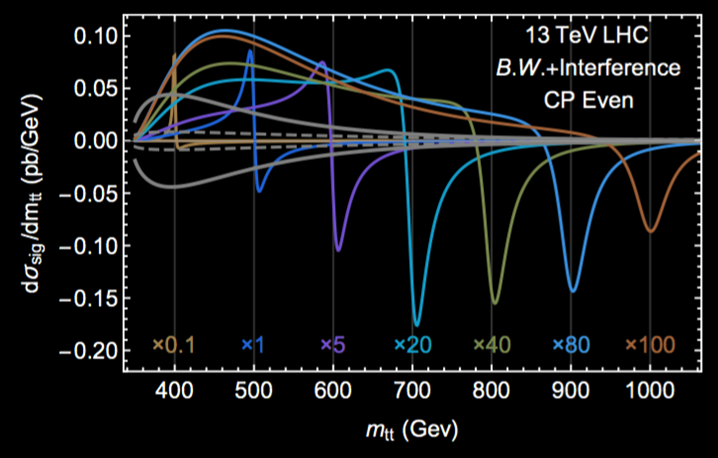 13 TeV LHC
B.W.+Interference
CP Even
dσsig/dmtt (pb/GeV)
0.10
0.05
0.00
−0.05
−0.10
−0.15
−0.20
×0.1 ×1 ×5 ×20 ×40 ×80 ×100
400 500 600 700 800 900 1000
mtt (Gev)